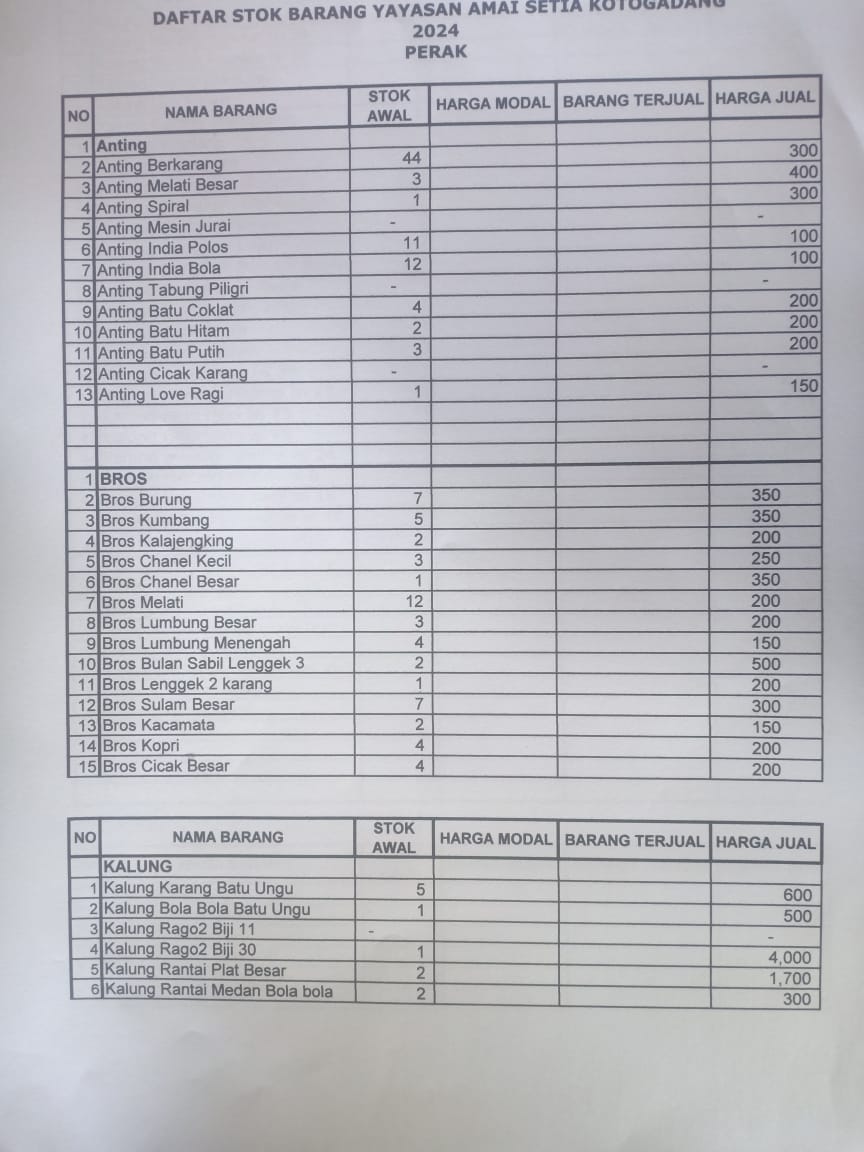 DAFTAR STOK BARANG YAYASAN AMAI SETIA KOTOGADANG
2024
PERAK
NO NAMA BARANG STOK AWAL HARGA MODAL BARANG TERJUAL HARGA JUAL
1 Anting
2 Anting Berkarang 44 300
3 Anting Melati Besar 3 400
4 Anting Spiral 1 300
5 Anting Mesin Jurai - -
6 Anting India Polos 11 100
7 Anting India Bola 12 100
8 Anting Tabung Piligri - -
9 Anting Batu Coklat 4 200
10 Anting Batu Hitam 2 200
11 Anting Batu Putih 3 200
12 Anting Cicak Karang - -
13 Anting Love Ragi 1 150
1 BROS
2 Bros Burung 7 350
3 Bros Kumbang 5 350
4 Bros Kalajengking 2 200
5 Bros Chanel Kecil 3 250
6 Bros Chanel Besar 1 350
7 Bros Melati 12 200
8 Bros Lumbung Besar 3 200
9 Bros Lumbung Menengah 4 150
10 Bros Bulan Sabil Lenggek 3 2 500
11 Bros Lenggek 2 karang 1 200
12 Bros Sulam Besar 7 300
13 Bros Kacamata 2 150
14 Bros Kopri 4 200
15 Bros Cicak Besar 4 200
NO NAMA BARANG STOK AWAL HARGA MODAL BARANG TERJUAL HARGA JUAL
KALUNG
1 Kalung Karang Batu Ungu 5 600
2 Kalung Bola Bola Batu Ungu 1 500
3 Kalung Rago2 Biji 11 - -
4 Kalung Rago2 Biji 30 1 4,000
5 Kalung Rantai Plat Besar 2 1,700
6 Kalung Rantai Medan Bola bola 2 300